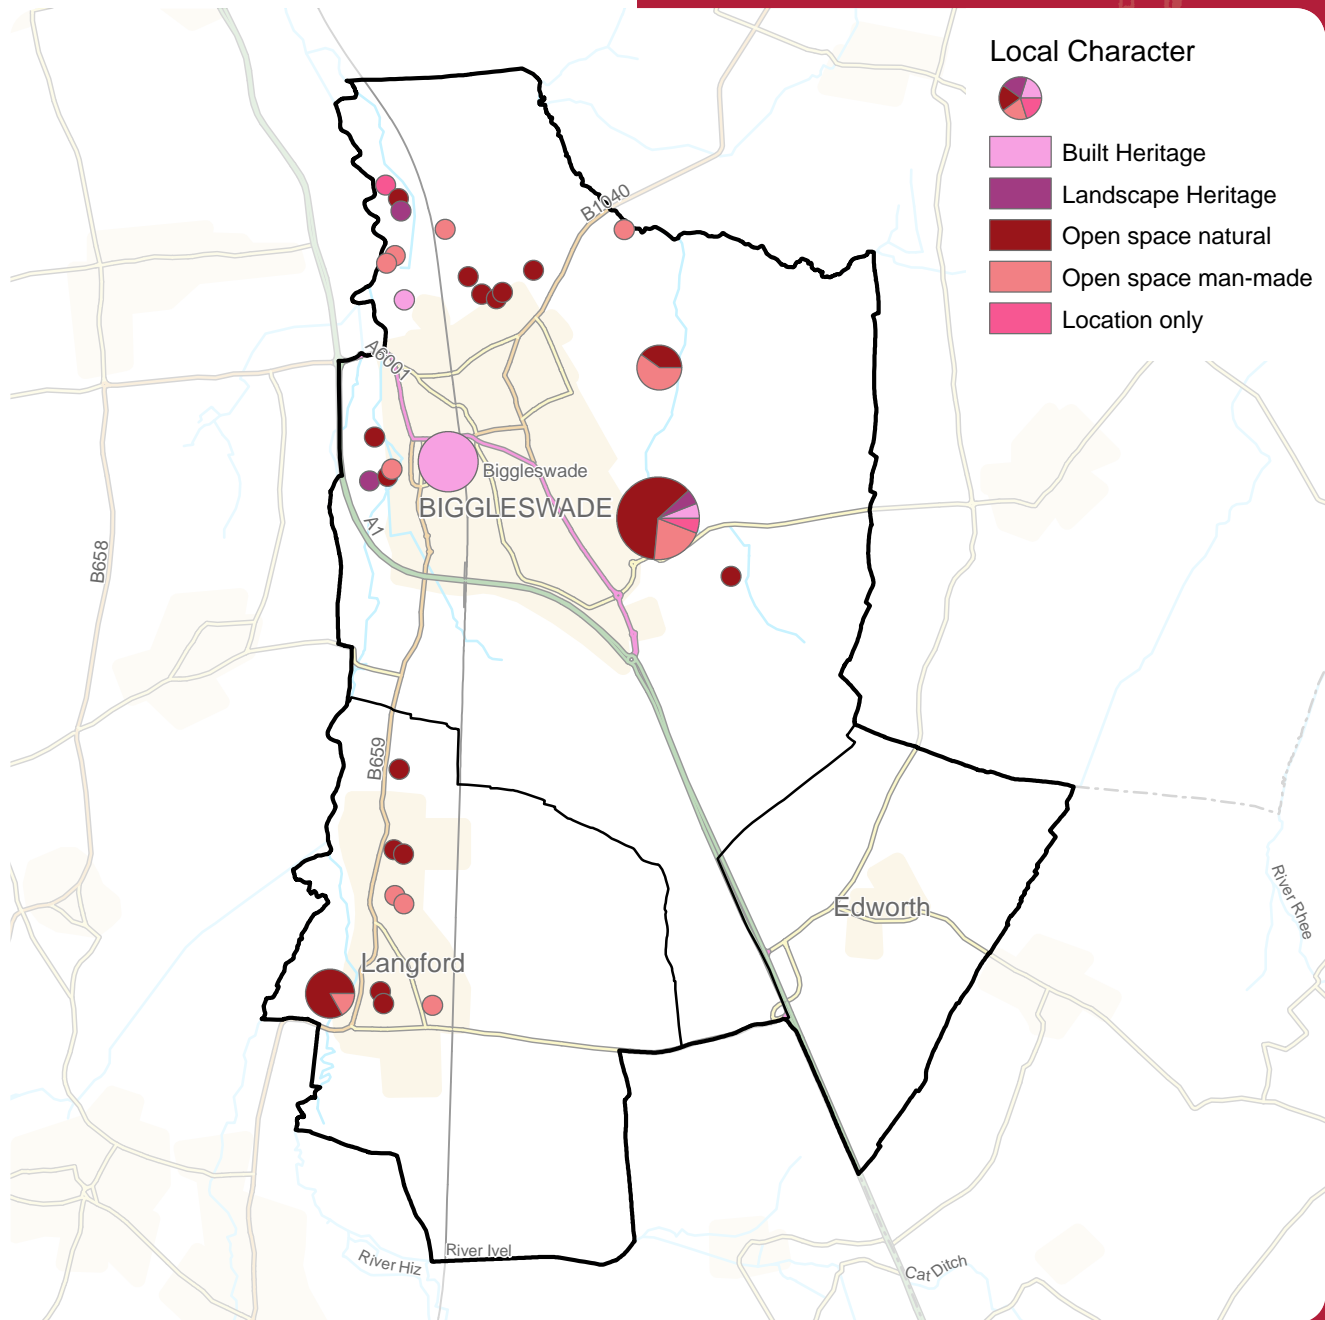 Local Character
Built Heritage
Landscape Heritage
Open space natural
Open space man-made
Location only
B1040
A6001
Biggleswade
BIGGLESWADE
A1
B658
B659
Edworth
River Rhee
Langford
River Ivel
River Hiz
Cat Ditch